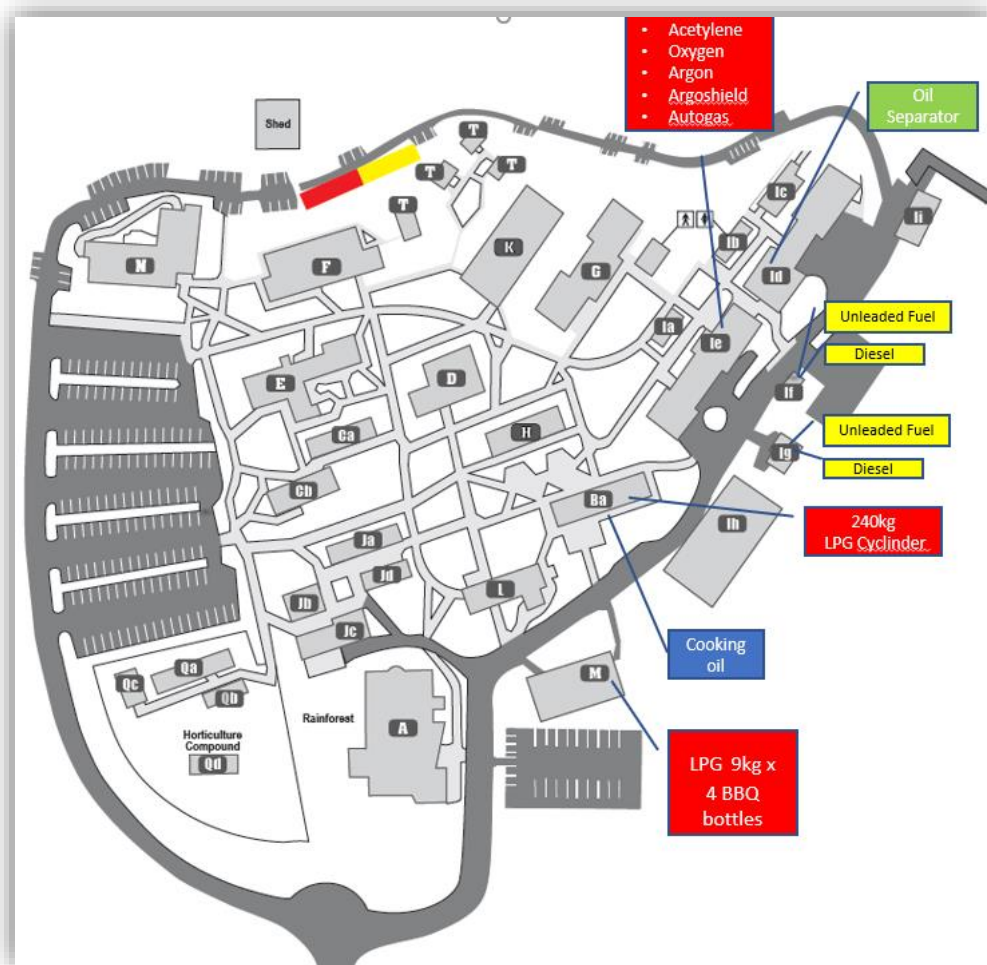 • Acetylene
• Oxygen
• Argon
• Argoshield
• Autogas
Oil
Separator
Shed
T
T
T
T
Ic
Ii
N
F
K
G
Ib
Id
Unleaded Fuel
Ia
Ie
Diesel
E
D
If
Ca
H
Unleaded Fuel
Ig
Diesel
Cb
Ba
Ih
240kg
LPG Cyclinder
Ja
Jd
L
Jb
Jc
Cooking
oil
Qa
Qc
Qb
M
Rainforest
A
Horticulture
Compound
Qd
LPG 9kg x
4 BBQ
bottles